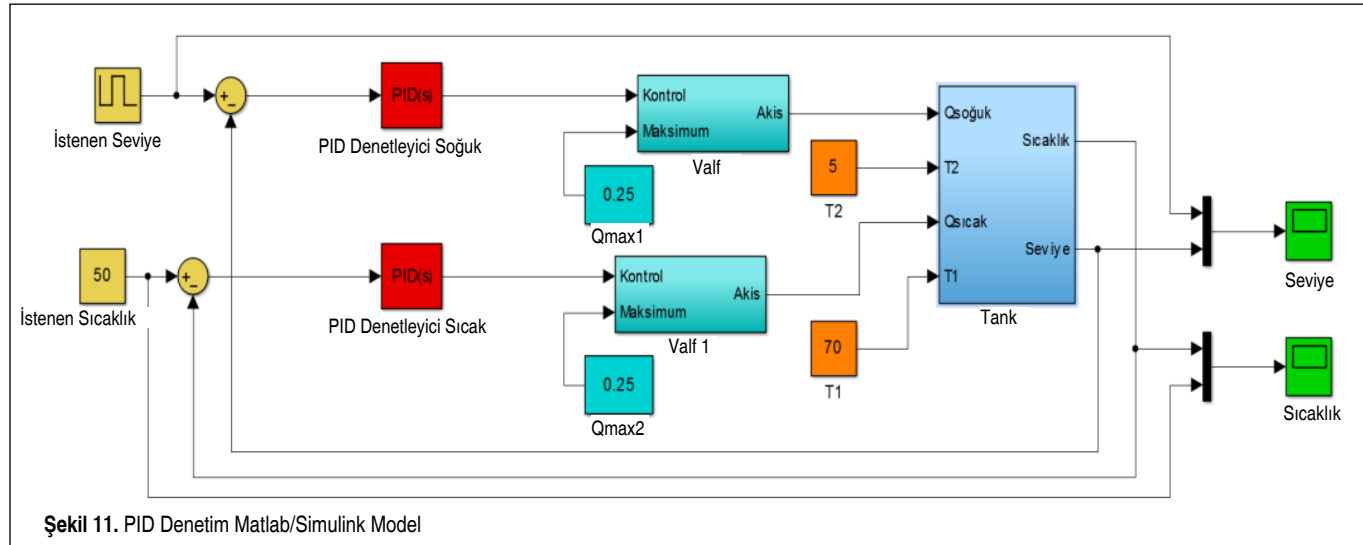 İstenen Seviye
+
−
PID(s)
PID Denetleyici Soğuk
Kontrol
Maksimum
Akis
Valf
0.25
Qmax1
5
T2
Qsoğuk
T2
Qsıcak
T1
Sıcaklık
Seviye
Tank
Seviye
50
İstenen Sıcaklık
+
−
PID(s)
PID Denetleyici Sıcak
Kontrol
Maksimum
Akis
Valf 1
0.25
Qmax2
70
T1
Sıcaklık
Şekil 11. PID Denetim Matlab/Simulink Model